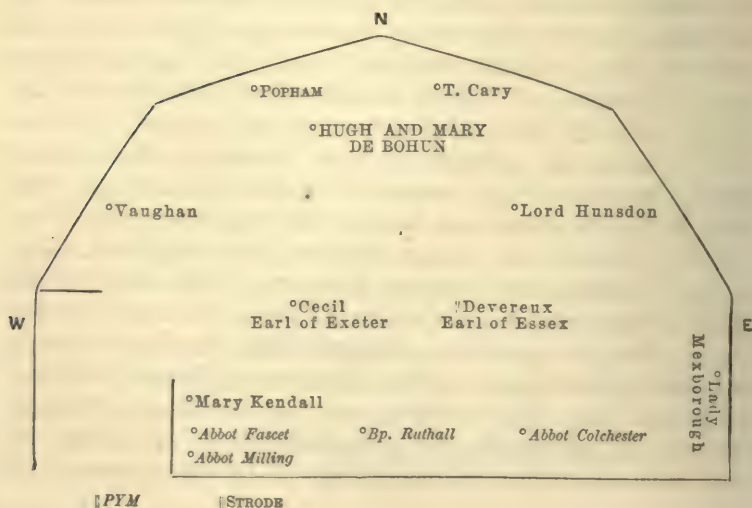 N
°POPHAM °T. Cary
°HUGH AND MARY
DE BOHUN
°Vaughan °Lord Hunsdon
W °Cecil Devereux E
Earl of Exeter Earl of Essex
°Lady
Mexborough
°Mary Kendall
°Abbot Fascet °Bp. Ruthall °Abbot Colchester
°Abbot Milling
PYM STRODE